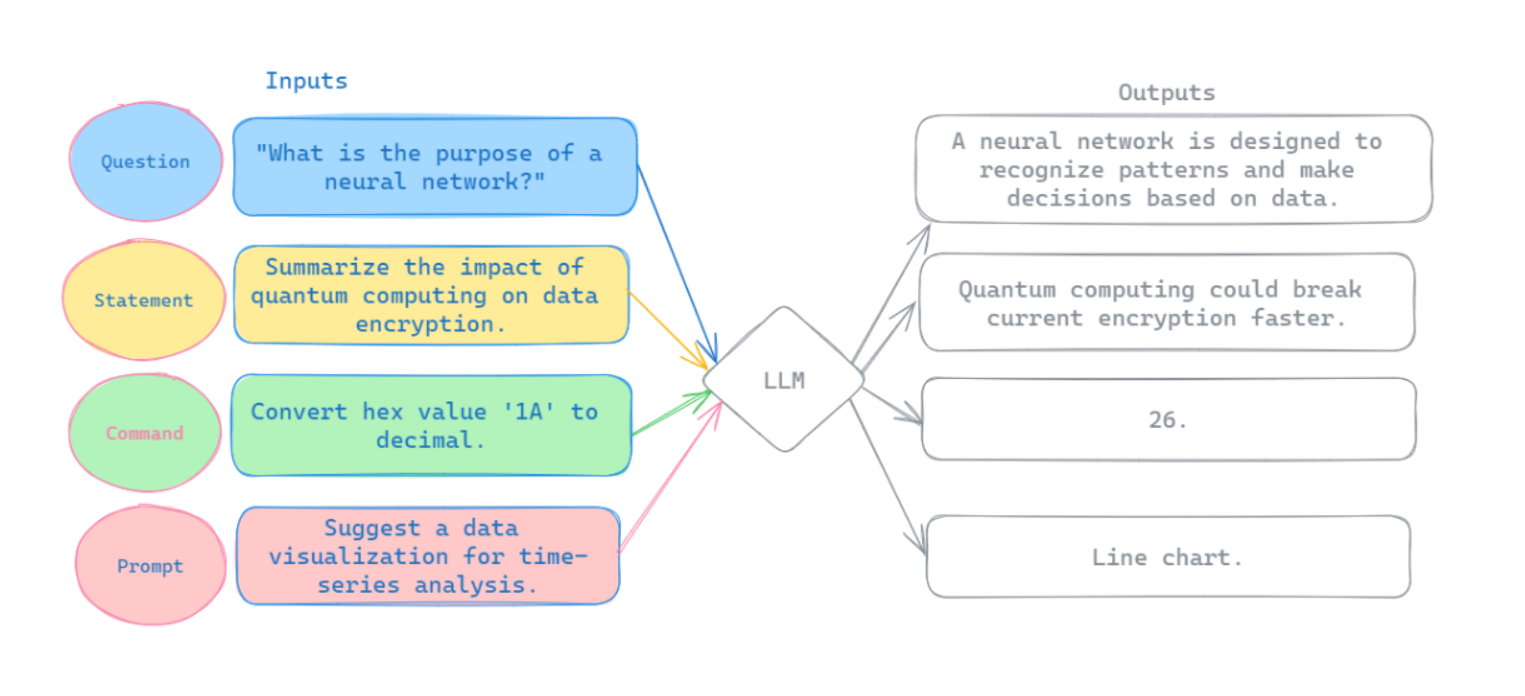 Inputs
Outputs
Question
"What is the purpose of a
neural network?"
A neural network is designed to
recognize patterns and make
decisions based on data.
Statement
Summarize the impact of
quantum computing on data
encryption.
Quantum computing could break
current encryption faster.
LLM
Command
Convert hex value '1A' to
decimal.
26.
Prompt
Suggest a data
visualization for time-
series analysis.
Line chart.